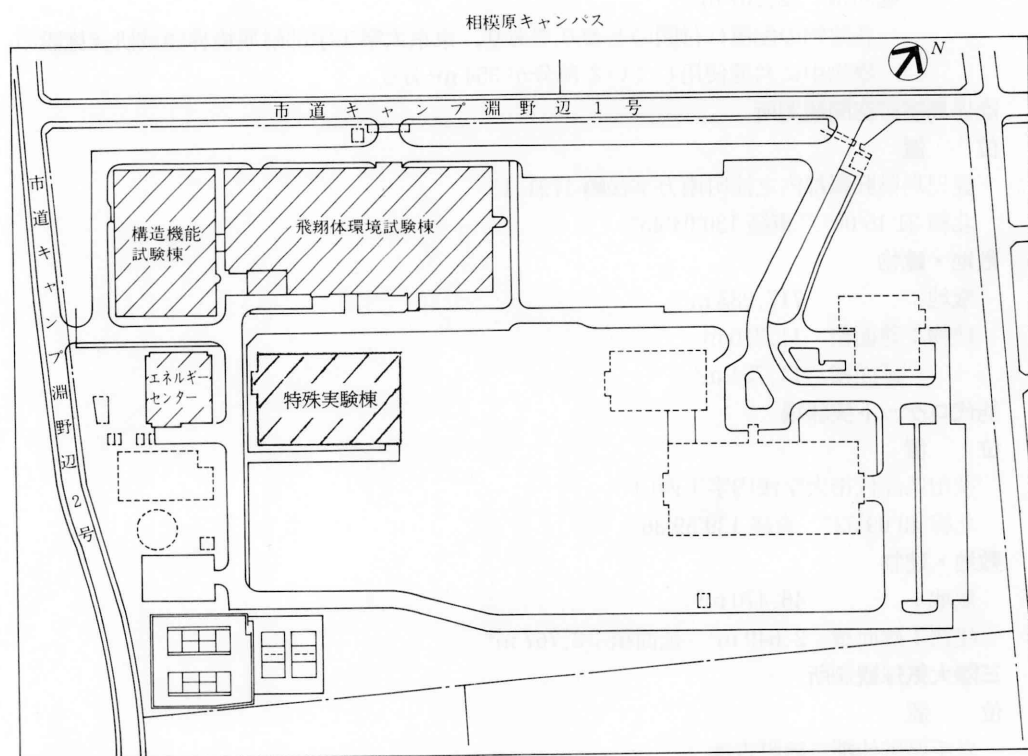 相模原キャンパス
N
市道キャンプ淵野辺1号
市道キャンプ淵野辺2号
構造機能
試験棟
飛翔体環境試験棟
エネルギー
センター
特殊実験棟